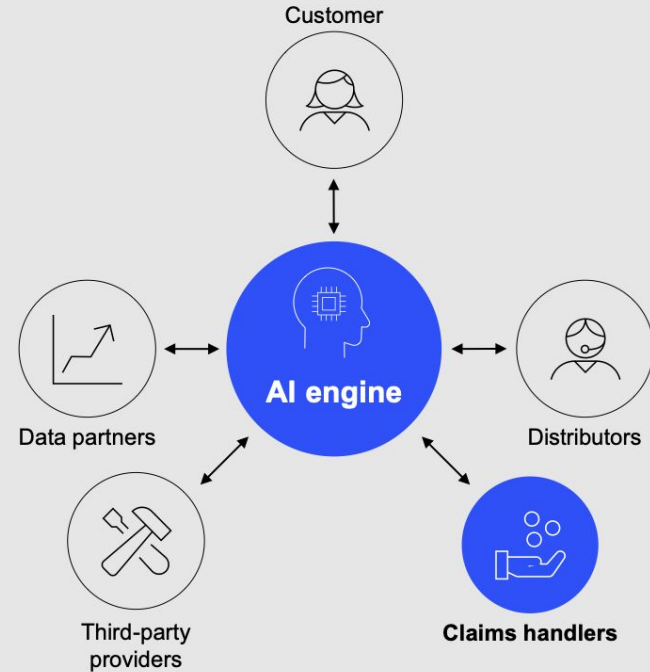 Customer
AI engine
Data partners
Distributors
Third-party
providers
Claims handlers